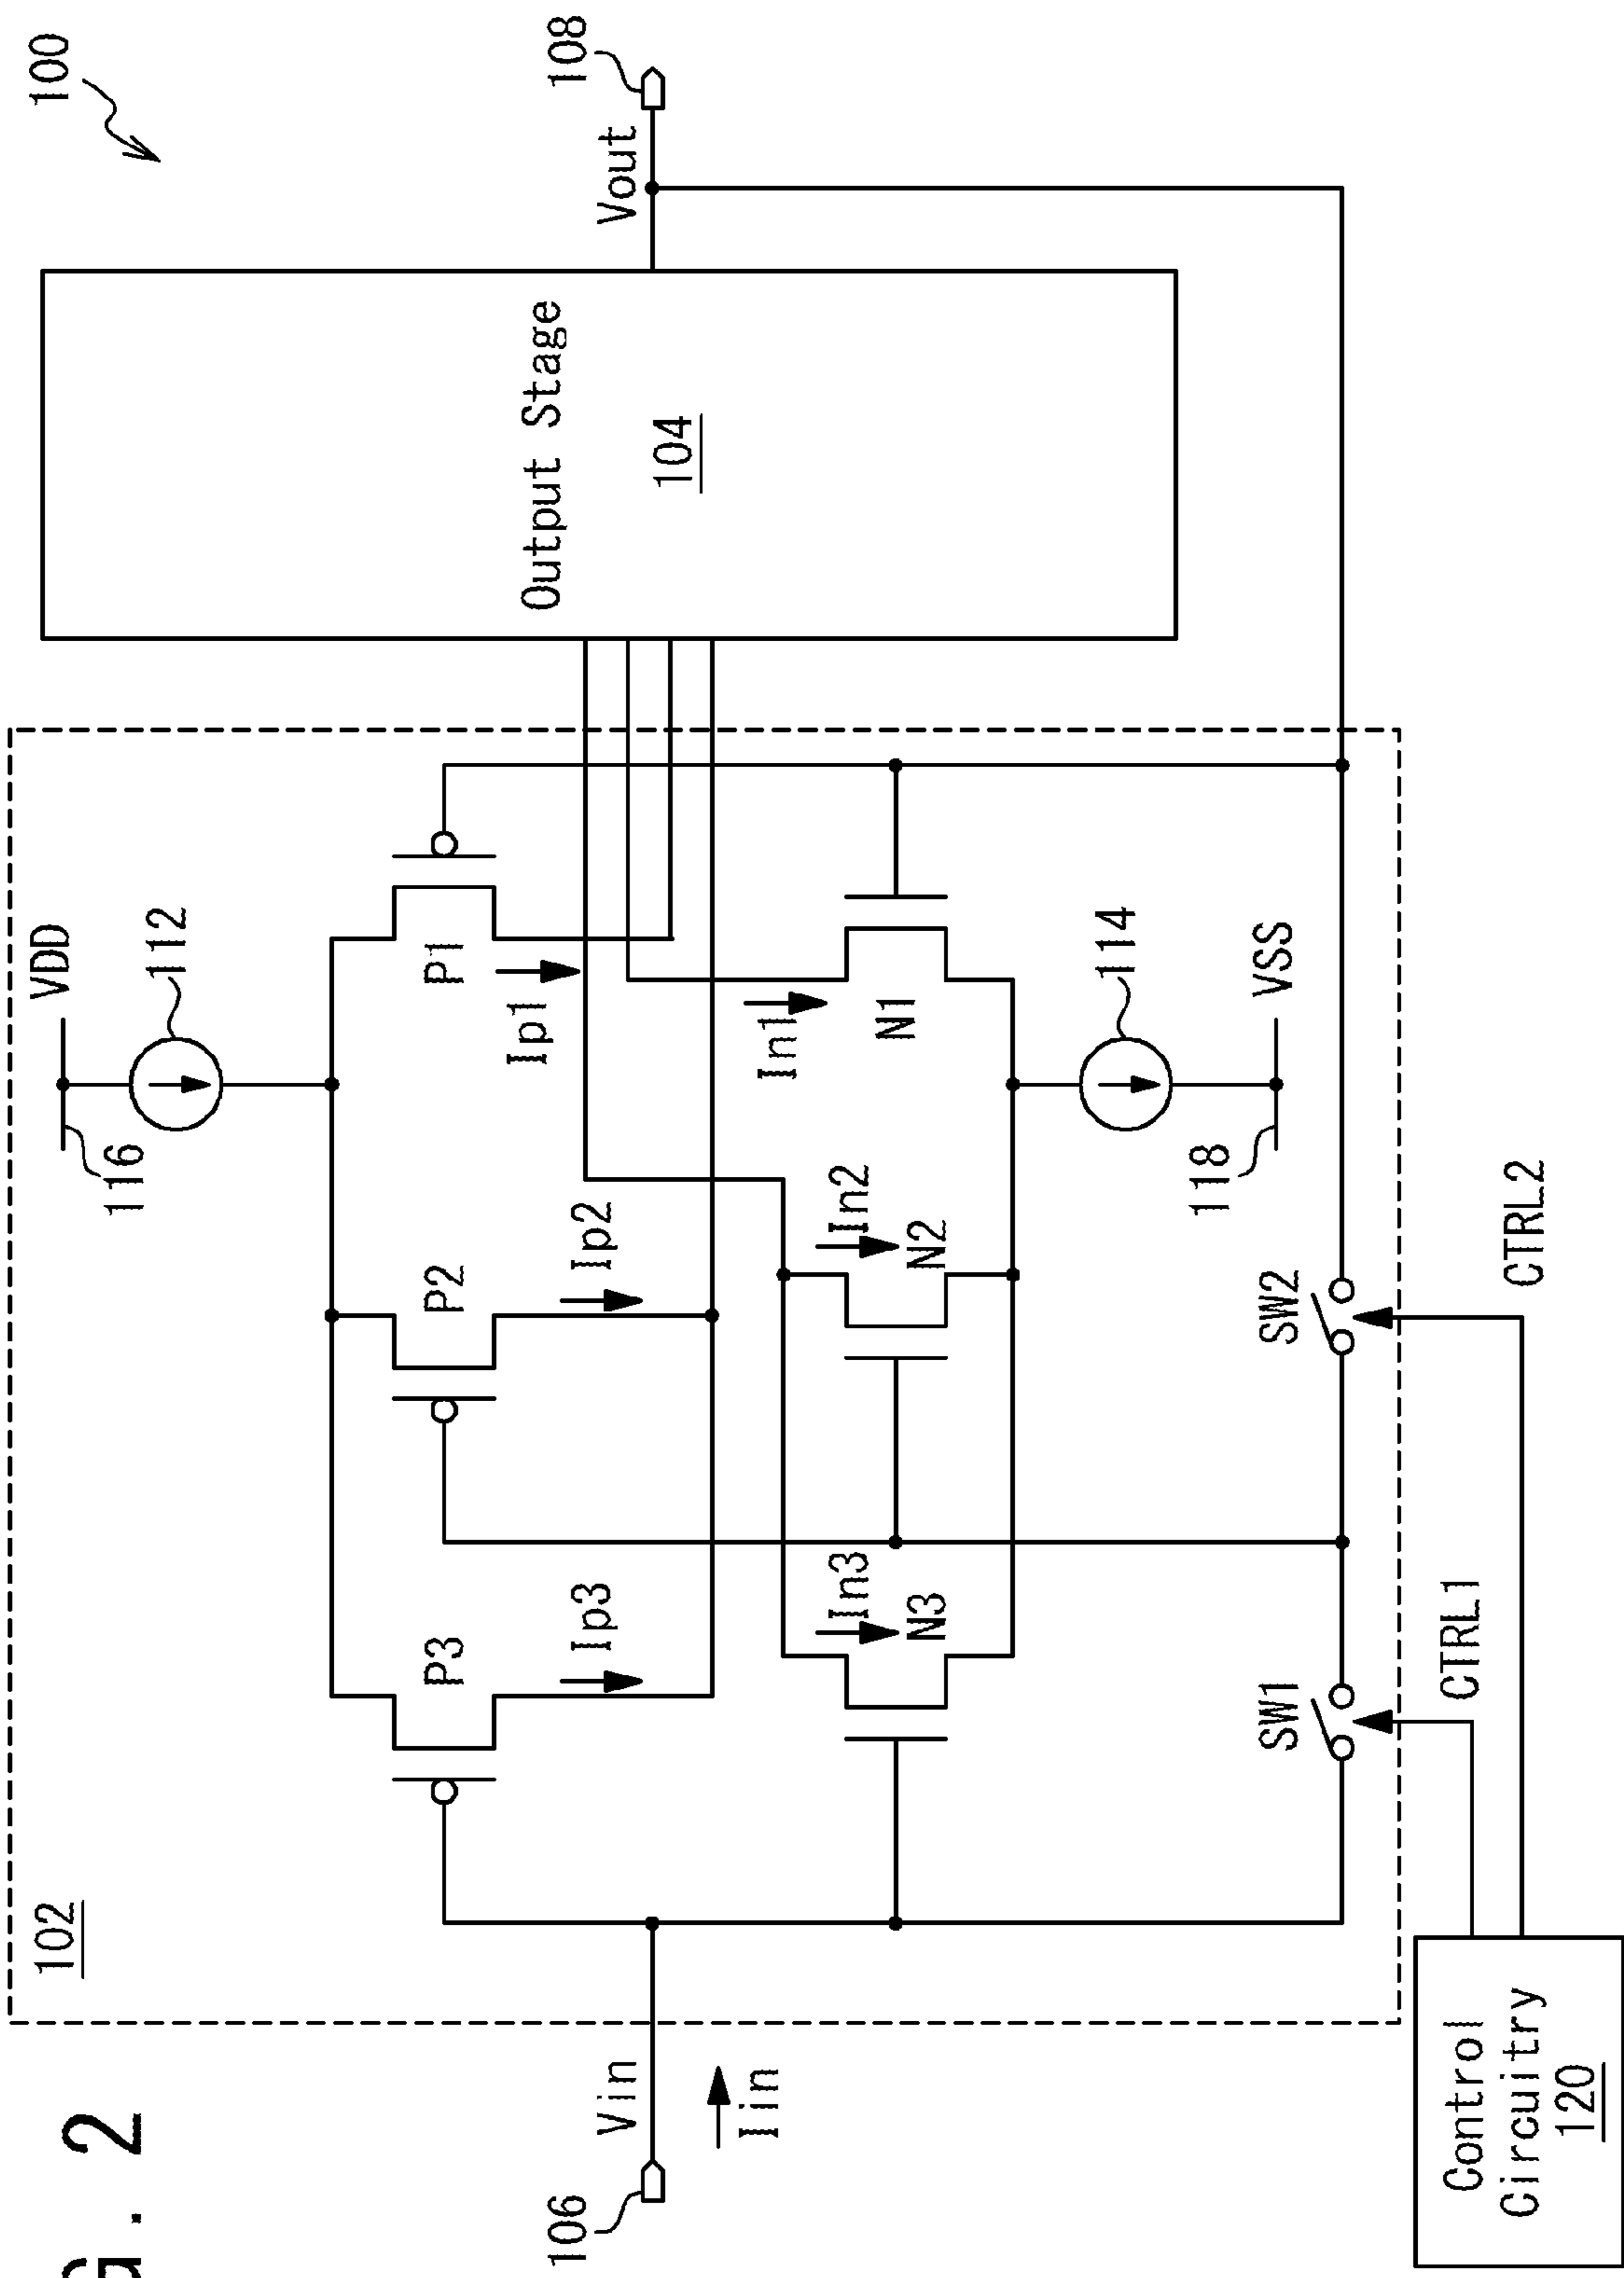 G. 2
100
102
VDD
116
112
P3
P2
P1
Ip3
Ip2
Ip1
Output Stage
104
106
Vin
Iin
Vout
108
In3
In2
In1
N3
N2
N1
114
118
VSS
SW1
SW2
CTRL1
CTRL2
Control
Circuitry
120